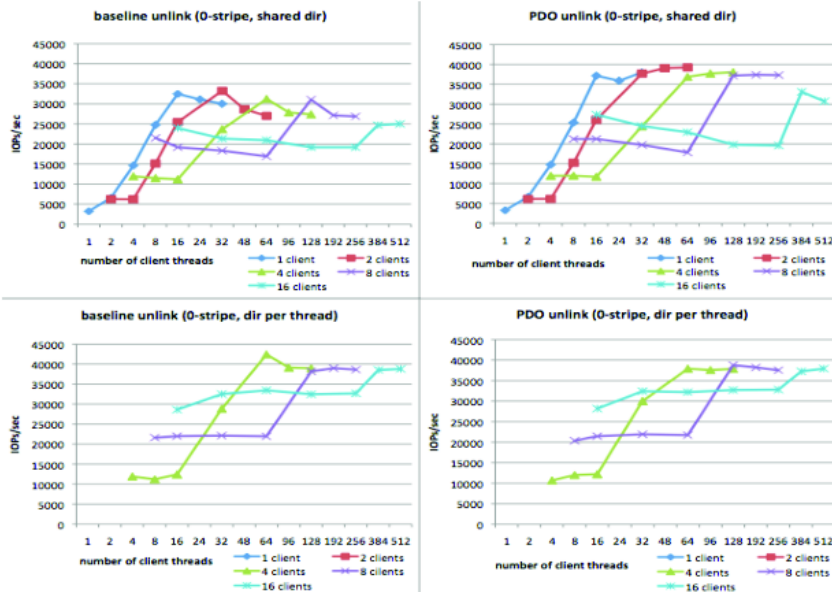 baseline unlink (0-stripe, shared dir)
45000
40000
35000
30000
25000
20000
15000
10000
5000
0
IOPs/sec
1 2 4 8 16 24 32 48 64 96 128 192 256 384 512
number of client threads
1 client
2 clients
4 clients
8 clients
16 clients
PDO unlink (0-stripe, shared dir)
45000
40000
35000
30000
25000
20000
15000
10000
5000
0
IOPs/sec
1 2 4 8 16 24 32 48 64 96 128 192 256 384 512
number of client threads
1 client
2 clients
4 clients
8 clients
16 clients
baseline unlink (0-stripe, dir per thread)
45000
40000
35000
30000
25000
20000
15000
10000
5000
0
IOPs/sec
1 2 4 8 16 24 32 48 64 96 128 192 256 384 512
number of client threads
1 client
2 clients
4 clients
8 clients
16 clients
PDO unlink (0-stripe, dir per thread)
45000
40000
35000
30000
25000
20000
15000
10000
5000
0
IOPs/sec
1 2 4 8 16 24 32 48 64 96 128 192 256 384 512
number of client threads
1 client
2 clients
4 clients
8 clients
16 clients